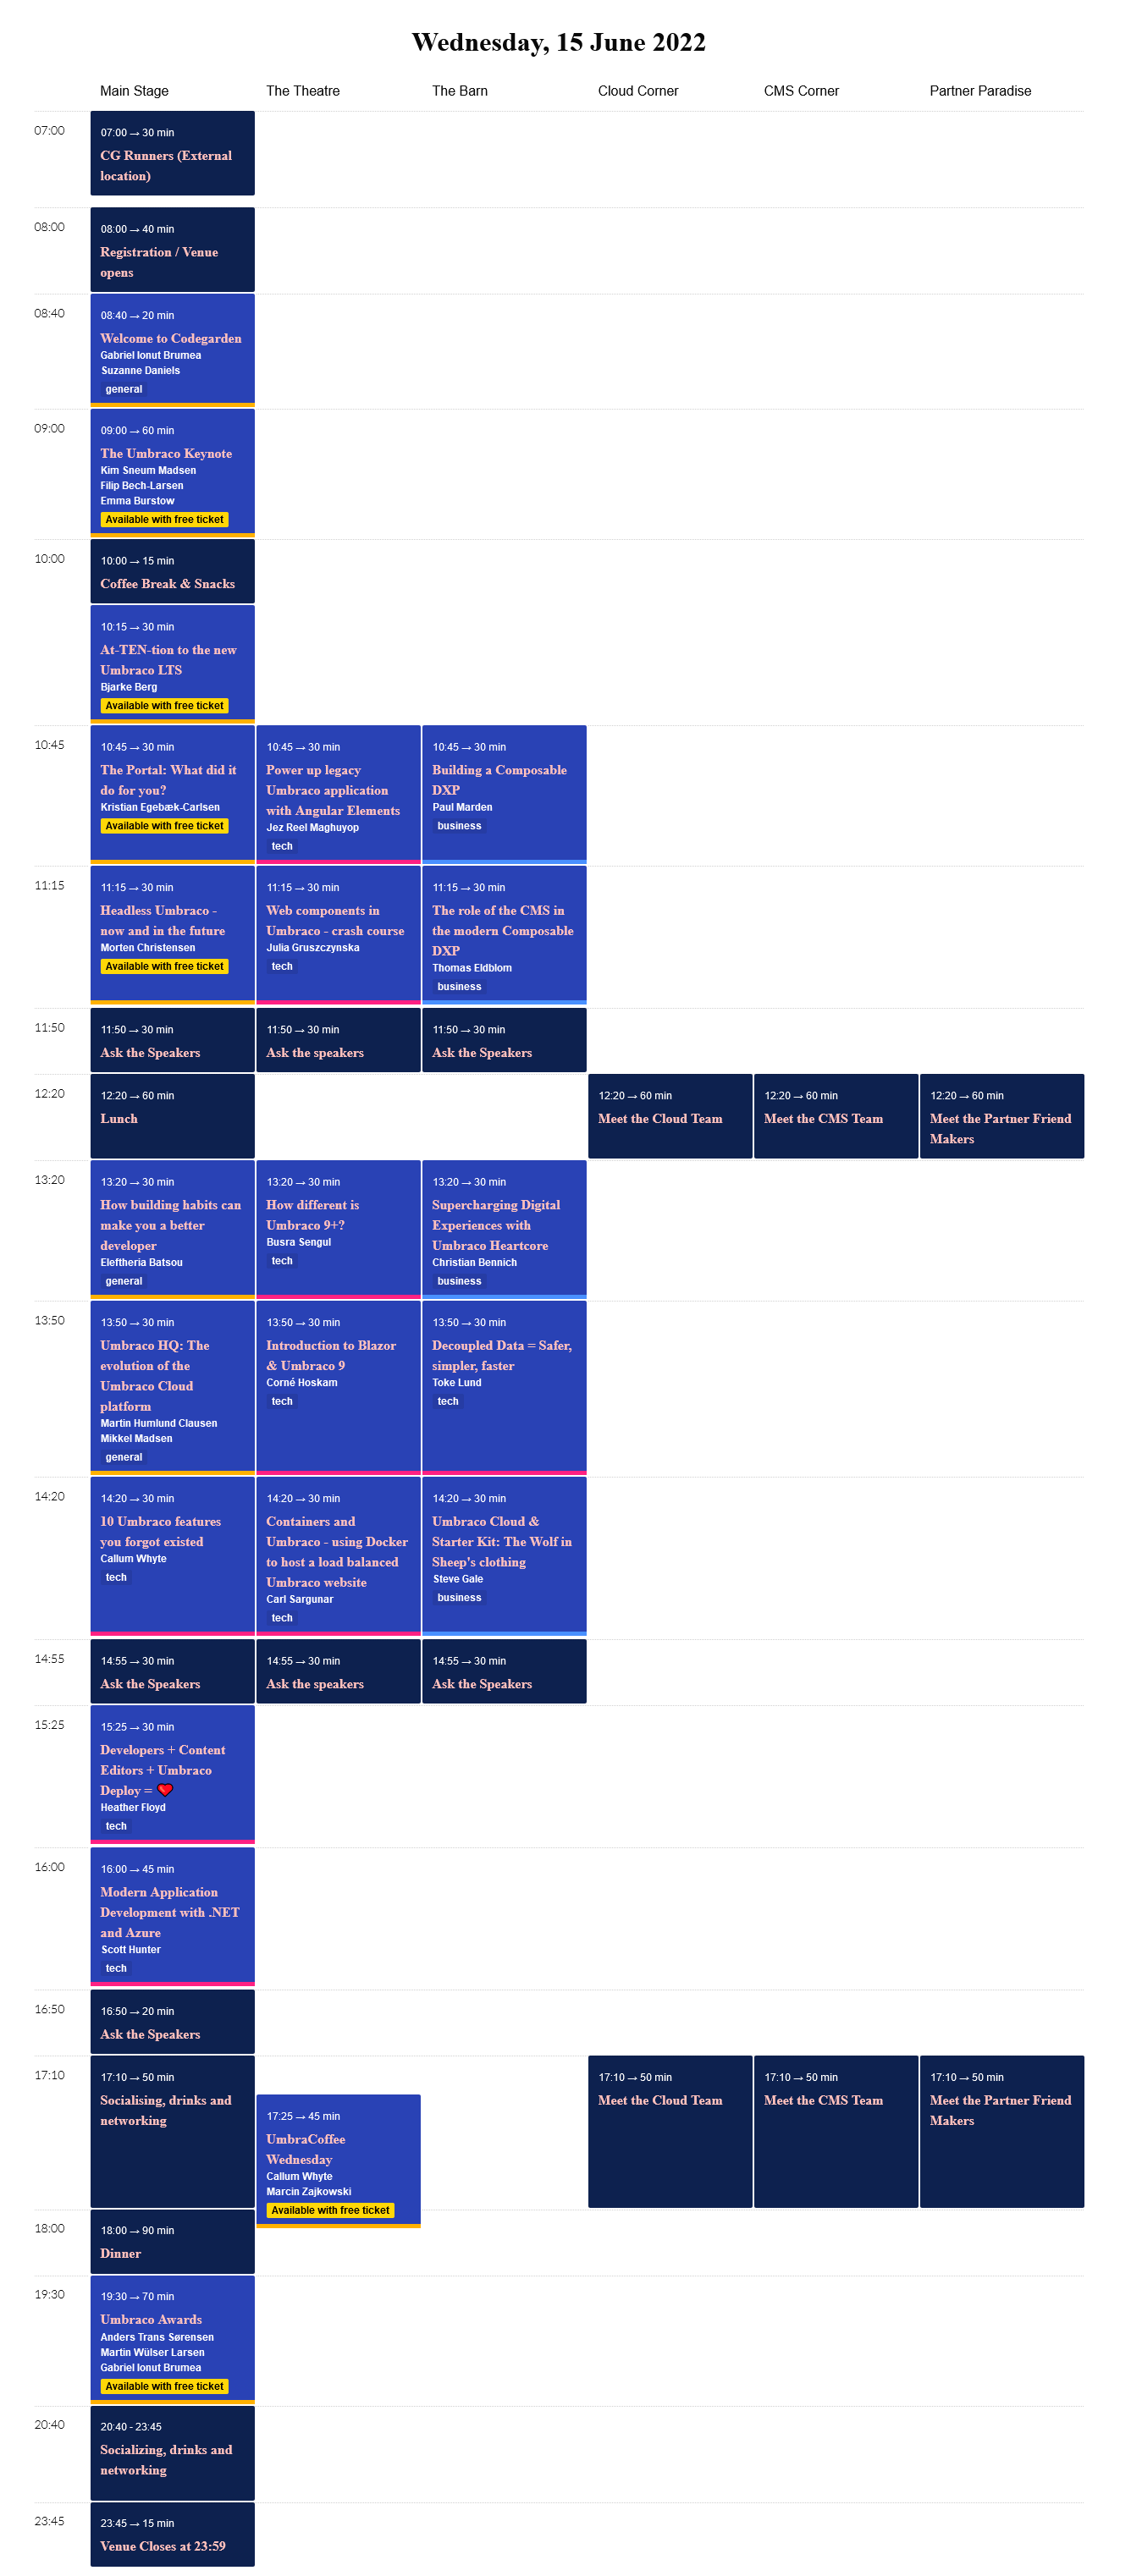 Wednesday, 15 June 2022
Main Stage
The Theatre
The Barn
Cloud Corner
CMS Corner
Partner Paradise
07:00
07:00 → 30 min
CG Runners (External
location)
08:00
08:00 → 40 min
Registration / Venue
opens
08:40
08:40 → 20 min
Welcome to Codegarden
Gabriel Ionut Brumea
Suzanne Daniels
general
09:00
09:00 → 60 min
The Umbraco Keynote
Kim Sneum Madsen
Filip Bech-Larsen
Emma Burstow
Available with free ticket
10:00
10:00 → 15 min
Coffee Break & Snacks
10:15 → 30 min
At-TEN-tion to the new
Umbraco LTS
Bjarke Berg
Available with free ticket
10:45
10:45 → 30 min
The Portal: What did it
do for you?
Kristian Egebæk-Carlsen
Available with free ticket
10:45 → 30 min
Power up legacy
Umbraco application
with Angular Elements
Jez Reel Maghuyop
tech
10:45 → 30 min
Building a Composable
DXP
Paul Marden
business
11:15
11:15 → 30 min
Headless Umbraco -
now and in the future
Morten Christensen
Available with free ticket
11:15 → 30 min
Web components in
Umbraco - crash course
Julia Gruszczynska
tech
11:15 → 30 min
The role of the CMS in
the modern Composable
DXP
Thomas Eldblom
business
11:50
11:50 → 30 min
Ask the Speakers
11:50 → 30 min
Ask the speakers
11:50 → 30 min
Ask the Speakers
12:20
12:20 → 60 min
Lunch
12:20 → 60 min
Meet the Cloud Team
12:20 → 60 min
Meet the CMS Team
12:20 → 60 min
Meet the Partner Friend
Makers
13:20
13:20 → 30 min
How building habits can
make you a better
developer
Eleftheria Batsou
general
13:20 → 30 min
How different is
Umbraco 9+?
Busra Sengul
tech
13:20 → 30 min
Supercharging Digital
Experiences with
Umbraco Heartcore
Christian Bennich
business
13:50
13:50 → 30 min
Umbraco HQ: The
evolution of the
Umbraco Cloud
platform
Martin Humlund Clausen
Mikkel Madsen
general
13:50 → 30 min
Introduction to Blazor
& Umbraco 9
Corné Hoskam
tech
13:50 → 30 min
Decoupled Data = Safer,
simpler, faster
Toke Lund
tech
14:20
14:20 → 30 min
10 Umbraco features
you forgot existed
Callum Whyte
tech
14:20 → 30 min
Containers and
Umbraco - using Docker
to host a load balanced
Umbraco website
Carl Sargunar
tech
14:20 → 30 min
Umbraco Cloud &
Starter Kit: The Wolf in
Sheep's clothing
Steve Gale
business
14:55
14:55 → 30 min
Ask the Speakers
14:55 → 30 min
Ask the speakers
14:55 → 30 min
Ask the Speakers
15:25
15:25 → 30 min
Developers + Content
Editors + Umbraco
Deploy = ❤
Heather Floyd
tech
16:00
16:00 → 45 min
Modern Application
Development with .NET
and Azure
Scott Hunter
tech
16:50
16:50 → 20 min
Ask the Speakers
17:10
17:10 → 50 min
Socialising, drinks and
networking
17:25 → 45 min
UmbraCoffee
Wednesday
Callum Whyte
Marcin Zajkowski
Available with free ticket
17:10 → 50 min
Meet the Cloud Team
17:10 → 50 min
Meet the CMS Team
17:10 → 50 min
Meet the Partner Friend
Makers
18:00
18:00 → 90 min
Dinner
19:30
19:30 → 70 min
Umbraco Awards
Anders Trans Sørensen
Martin Wülser Larsen
Gabriel Ionut Brumea
Available with free ticket
20:40
20:40 - 23:45
Socializing, drinks and
networking
23:45
23:45 → 15 min
Venue Closes at 23:59